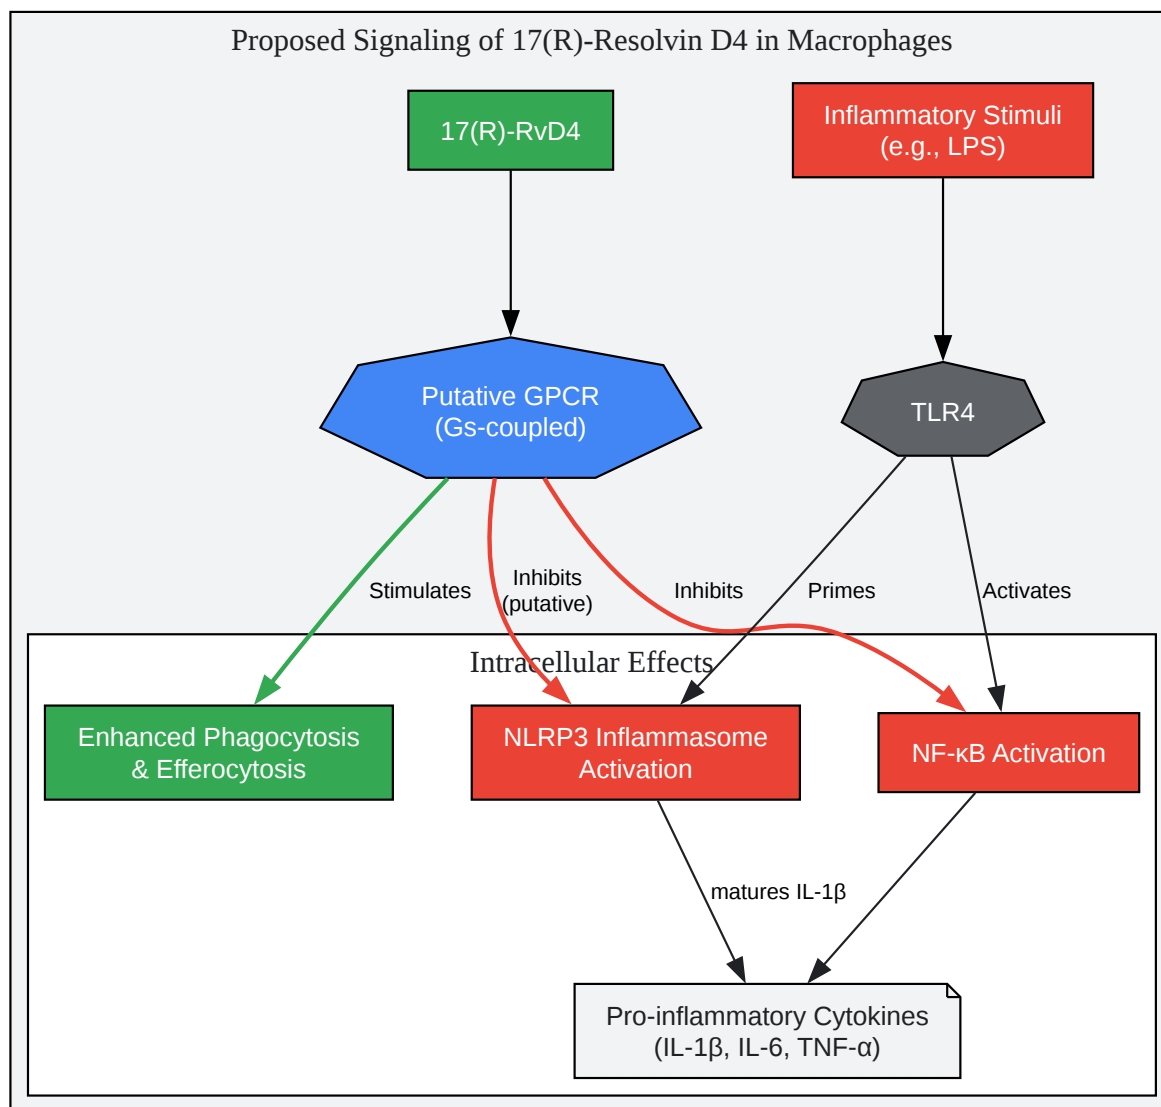 Proposed Signaling of 17(R)-Resolvin D4 in Macrophages
17(R)-RvD4
Inflammatory Stimuli
(e.g., LPS)
Putative GPCR
(Gs-coupled)
TLR4
Stimulates
Inhibits
(putative)
Inhibits
Primes
Activates
Intracellular Effects
Enhanced Phagocytosis
& Efferocytosis
NLRP3 Inflammasome
Activation
NF-κB Activation
matures IL-1β
Pro-inflammatory Cytokines
(IL-1β, IL-6, TNF-α)